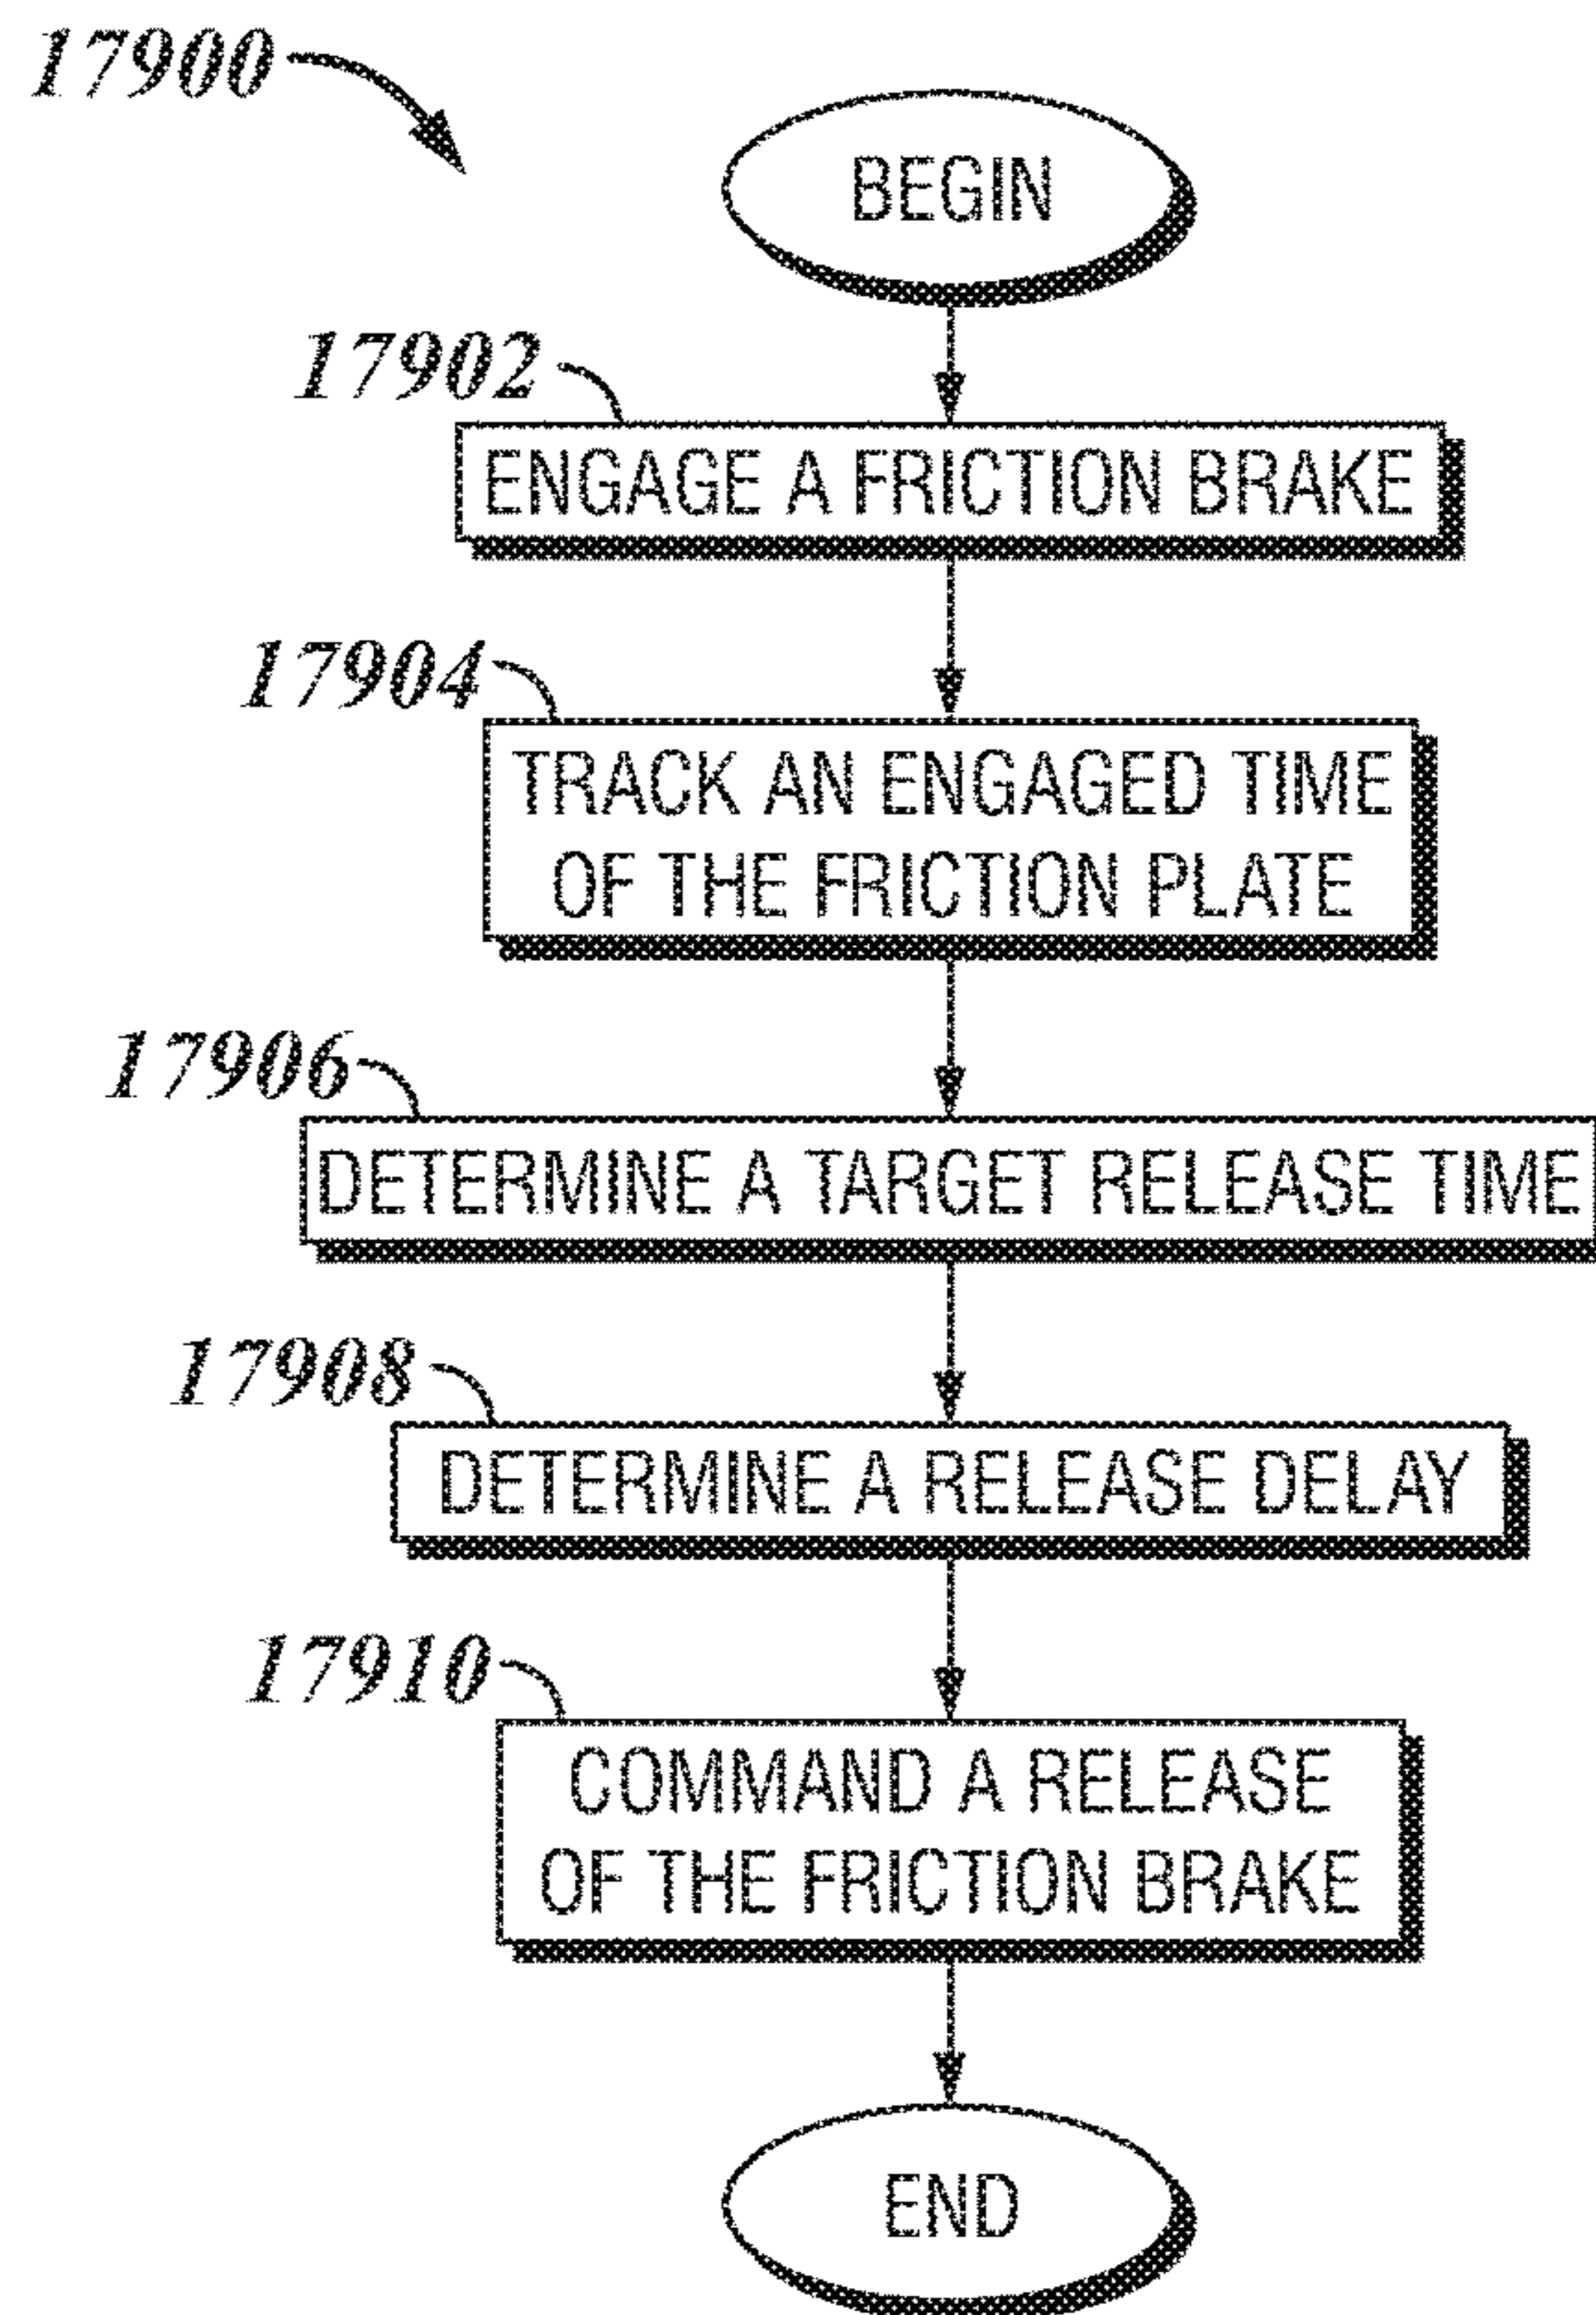 17900
BEGIN
17902
ENGAGE A FRICTION BRAKE
17904
TRACK AN ENGAGED TIME
OF THE FRICTION PLATE
17906
DETERMINE A TARGET RELEASE TIME
17908
DETERMINE A RELEASE DELAY
17910
COMMAND A RELEASE
OF THE FRICTION BRAKE
END